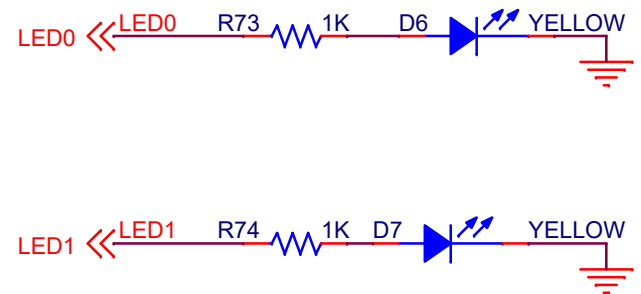 LED0 LED0 R73 1K D6 YELLOW
LED1 LED1 R74 1K D7 YELLOW